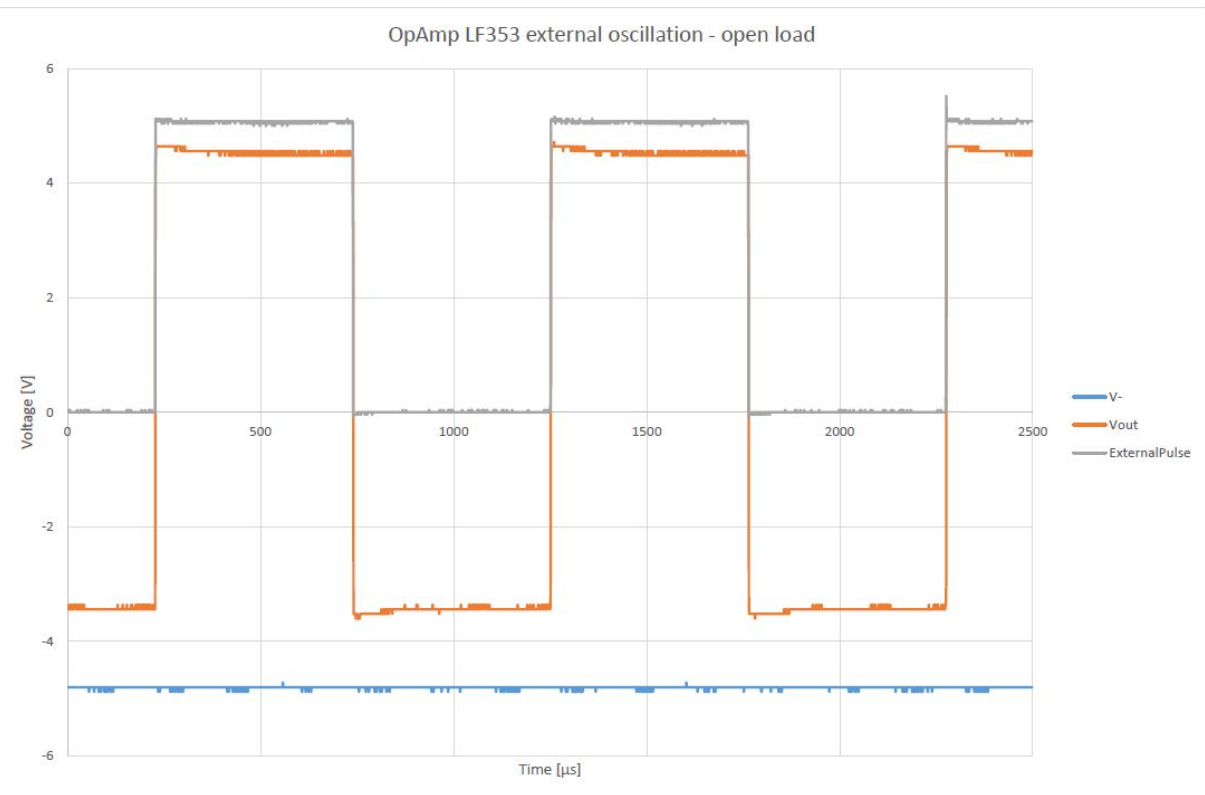 OpAmp LF353 external oscillation - open load
6
4
2
0
-2
-4
-6
0
500
1000
1500
2000
2500
Voltage [V]
Time [µs]
V-
Vout
ExternalPulse